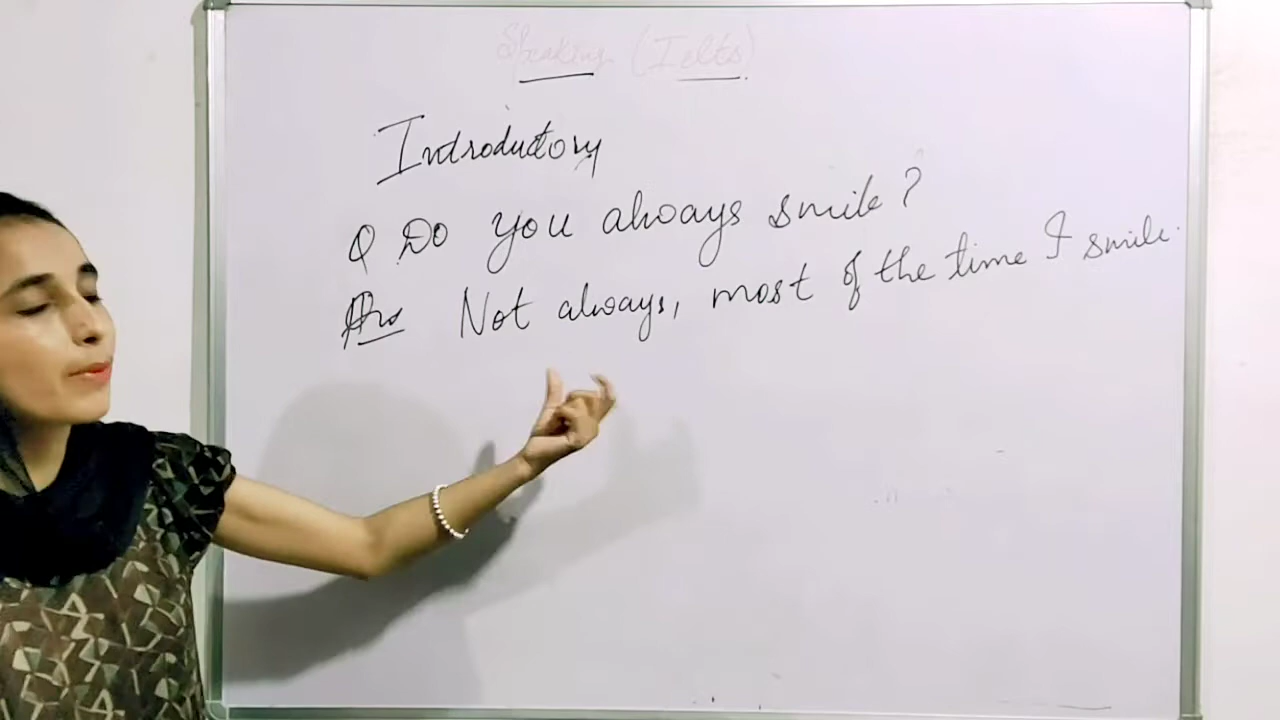 Speaking (Ielts)
Introductory
Q Do you always smile?
Ans Not always, most of the time I smile.